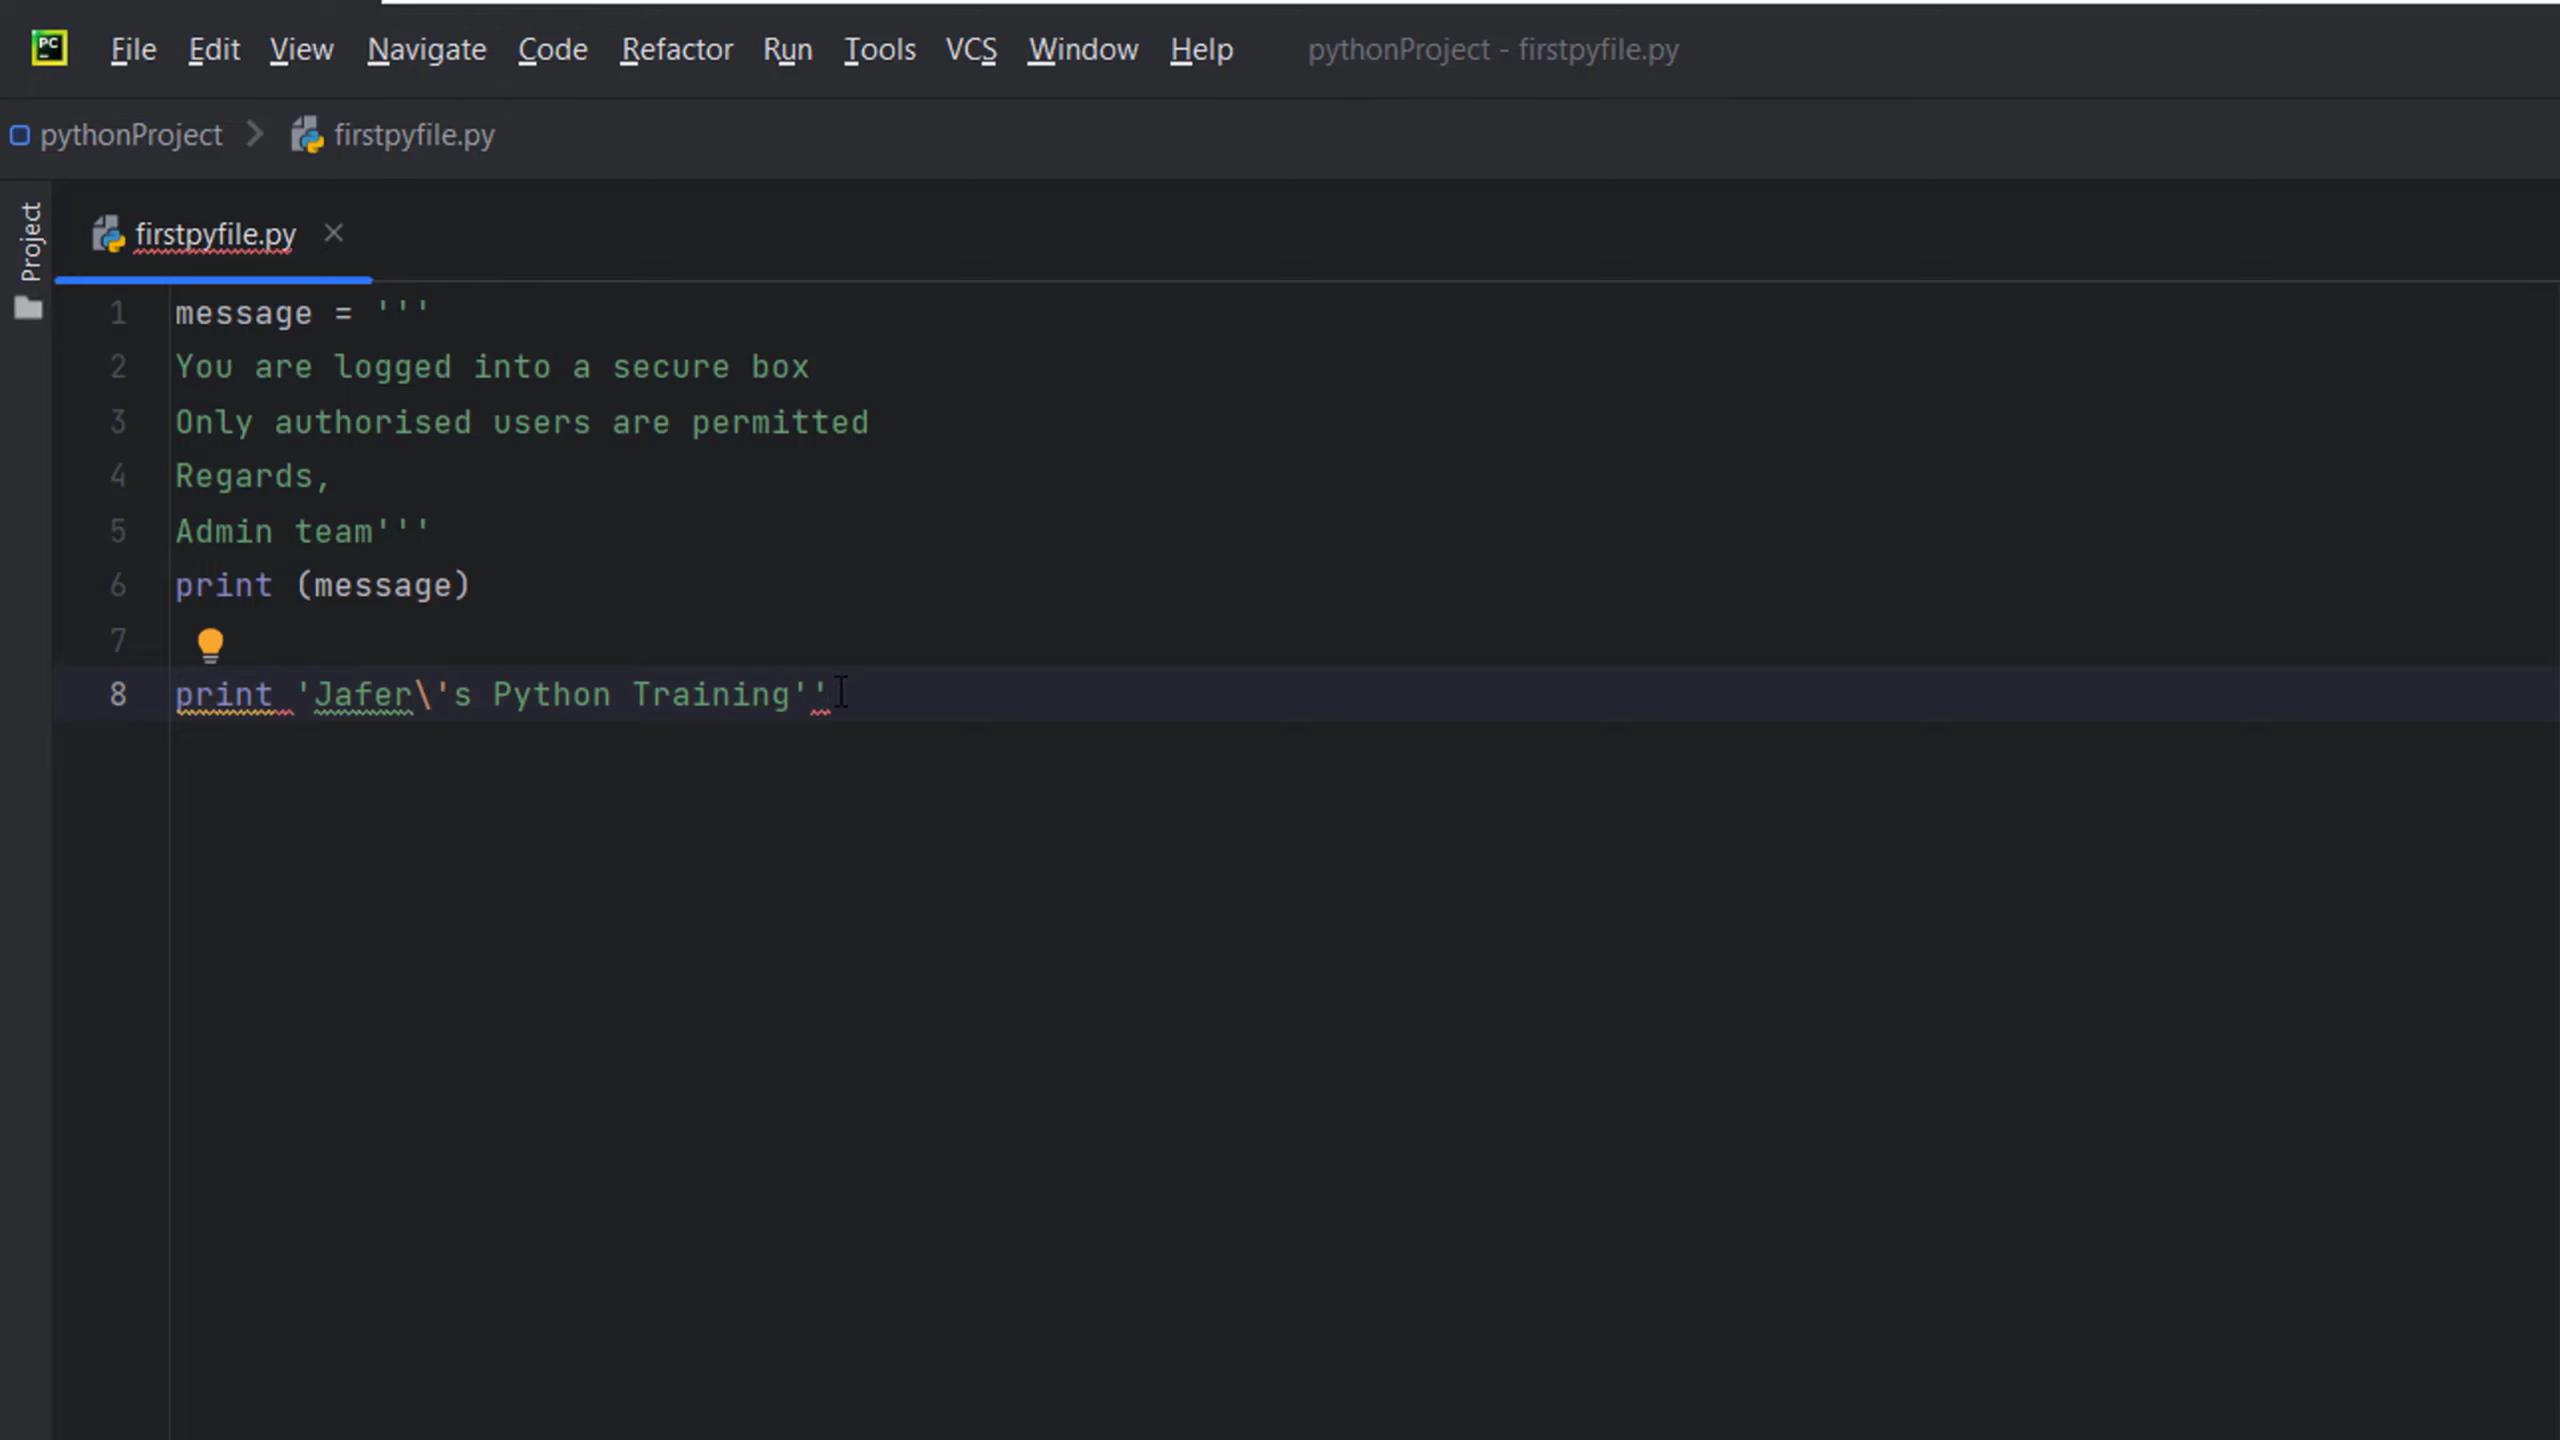 PC File Edit View Navigate Code Refactor Run Tools VCS Window Help pythonProject - firstpyfile.py
pythonProject > firstpyfile.py
Project
firstpyfile.py ×
1 message = '''
2 You are logged into a secure box
3 Only authorised users are permitted
4 Regards,
5 Admin team'''
6 print (message)
7
8 print 'Jafer\'s Python Training''